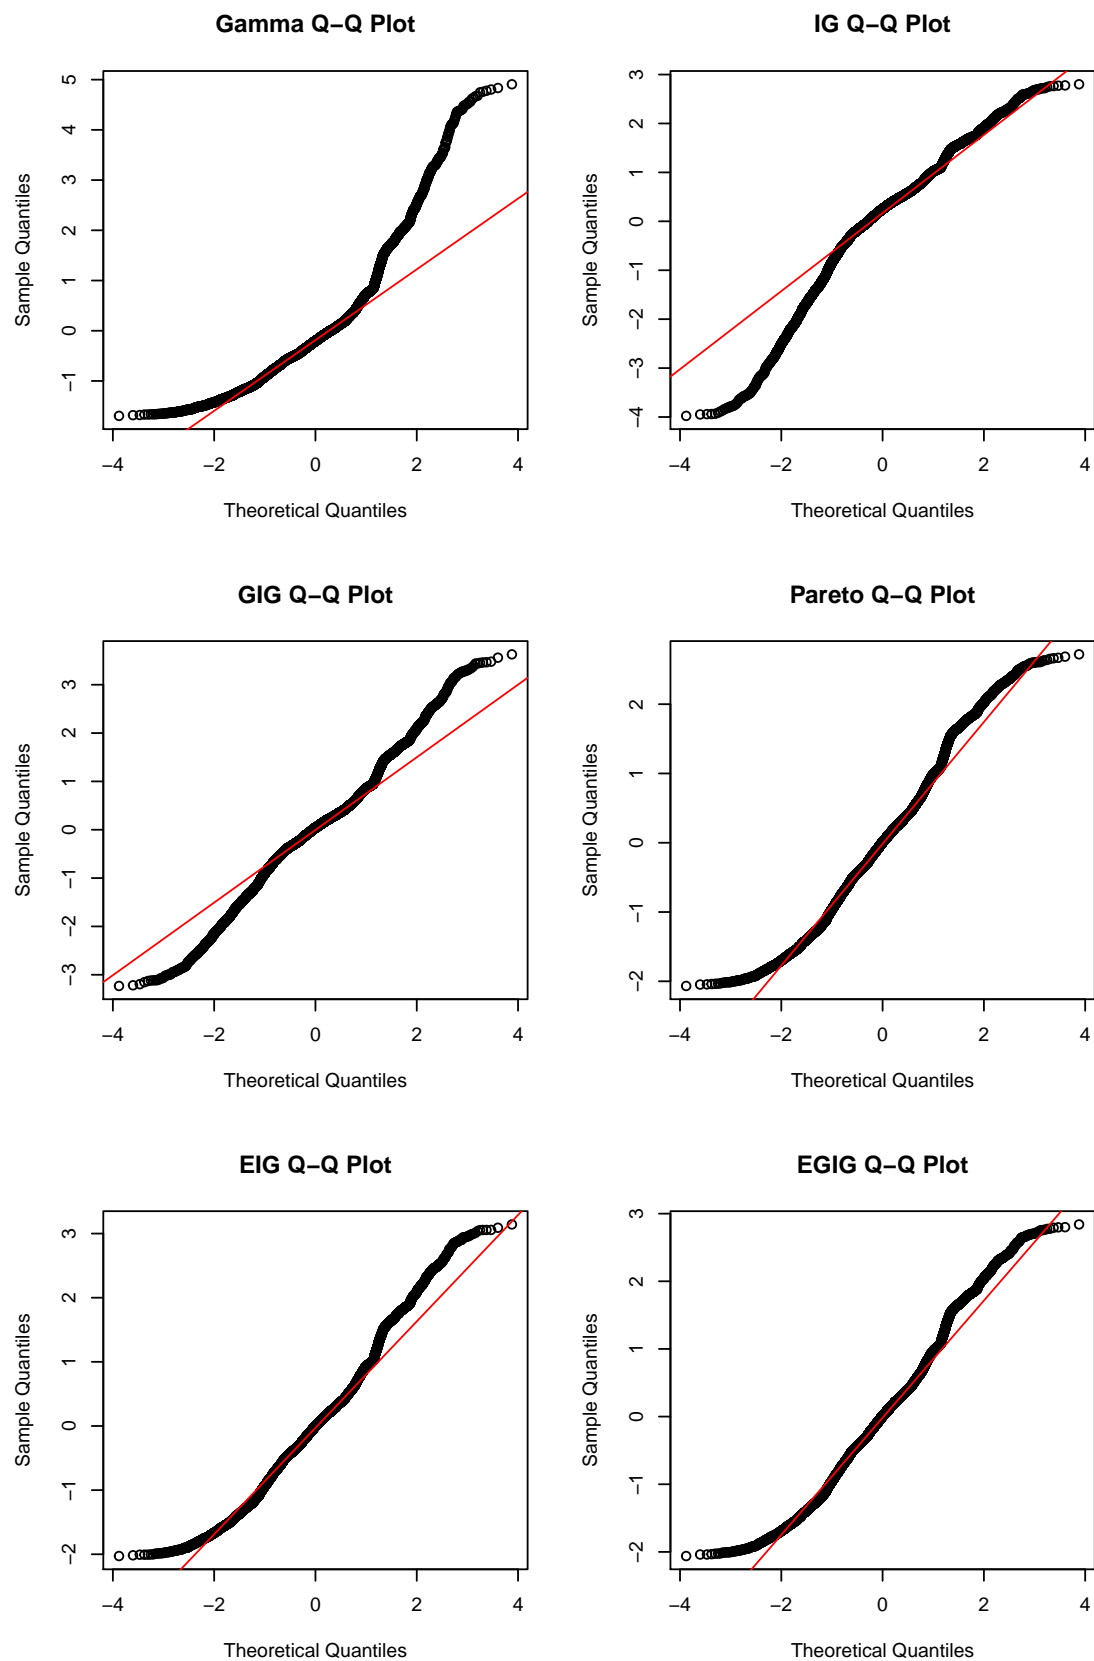 Gamma Q−Q Plot
Sample Quantiles
5
4
3
2
1
0
−1
−4 −2 0 2 4
Theoretical Quantiles
IG Q−Q Plot
Sample Quantiles
3
2
1
0
−1
−2
−3
−4
−4 −2 0 2 4
Theoretical Quantiles
GIG Q−Q Plot
Sample Quantiles
3
2
1
0
−1
−2
−3
−4 −2 0 2 4
Theoretical Quantiles
Pareto Q−Q Plot
Sample Quantiles
2
1
0
−1
−2
−4 −2 0 2 4
Theoretical Quantiles
EIG Q−Q Plot
Sample Quantiles
3
2
1
0
−1
−2
−4 −2 0 2 4
Theoretical Quantiles
EGIG Q−Q Plot
Sample Quantiles
3
2
1
0
−1
−2
−4 −2 0 2 4
Theoretical Quantiles